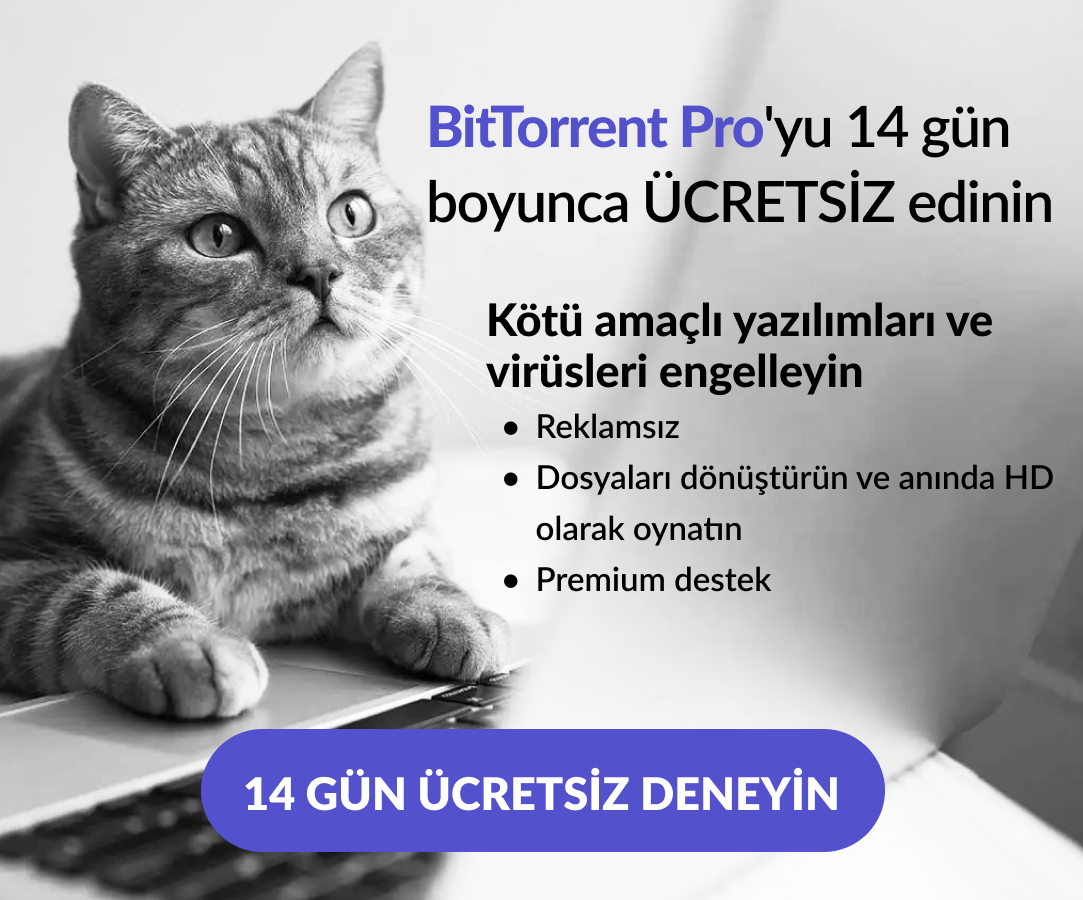 BitTorrent Pro'yu 14 gün
boyunca ÜCRETSİZ edinin
Kötü amaçlı yazılımları ve
virüsleri engelleyin
• Reklamsız
• Dosyaları dönüştürün ve anında HD
olarak oynatın
• Premium destek
14 GÜN ÜCRETSİZ DENEYİN